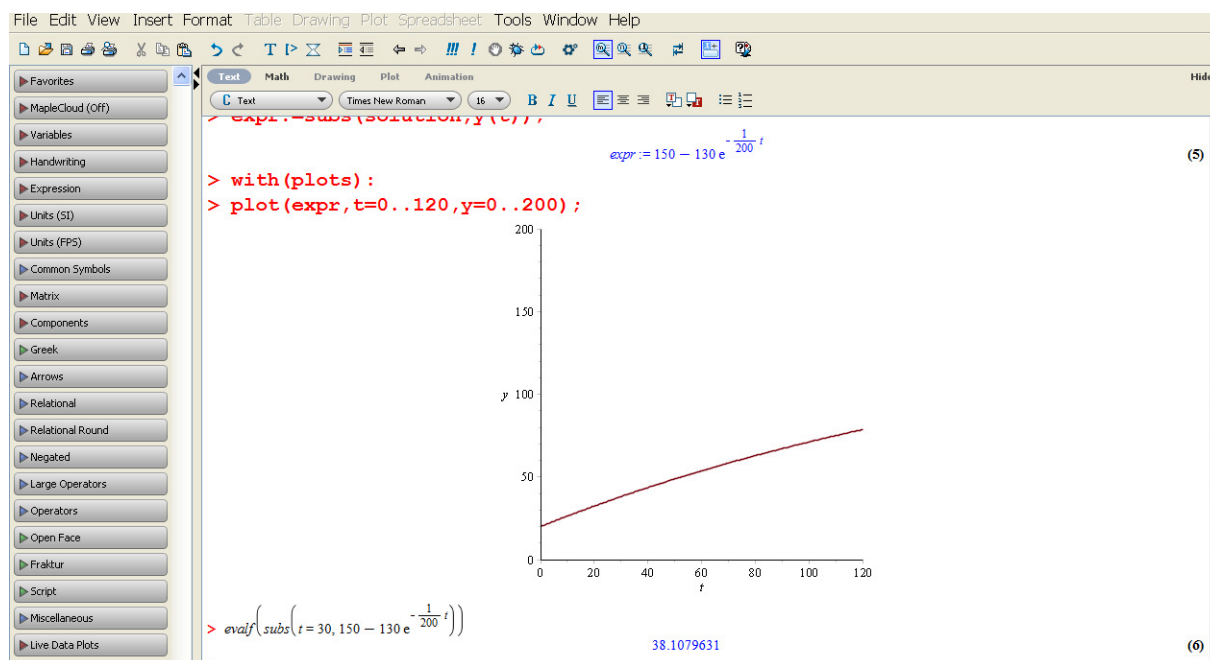 File Edit View Insert Format Table Drawing Plot Spreadsheet Tools Window Help
Text Math Drawing Plot Animation Hide
C Text Times New Roman 16 B I U
Favorites
MapleCloud (Off)
Variables
Handwriting
Expression
Units (SI)
Units (FPS)
Common Symbols
Matrix
Components
Greek
Arrows
Relational
Relational Round
Negated
Large Operators
Operators
Open Face
Fraktur
Script
Miscellaneous
Live Data Plots
> expr:=subs(solution,y(t));
expr := 150 − 130 e^(-1/200 t) (5)
> with(plots):
> plot(expr,t=0..120,y=0..200);
200
150
y 100
50
0
0 20 40 60 80 100 120
t
> evalf(subs(t = 30, 150 − 130 e^(-1/200 t)))
38.1079631 (6)